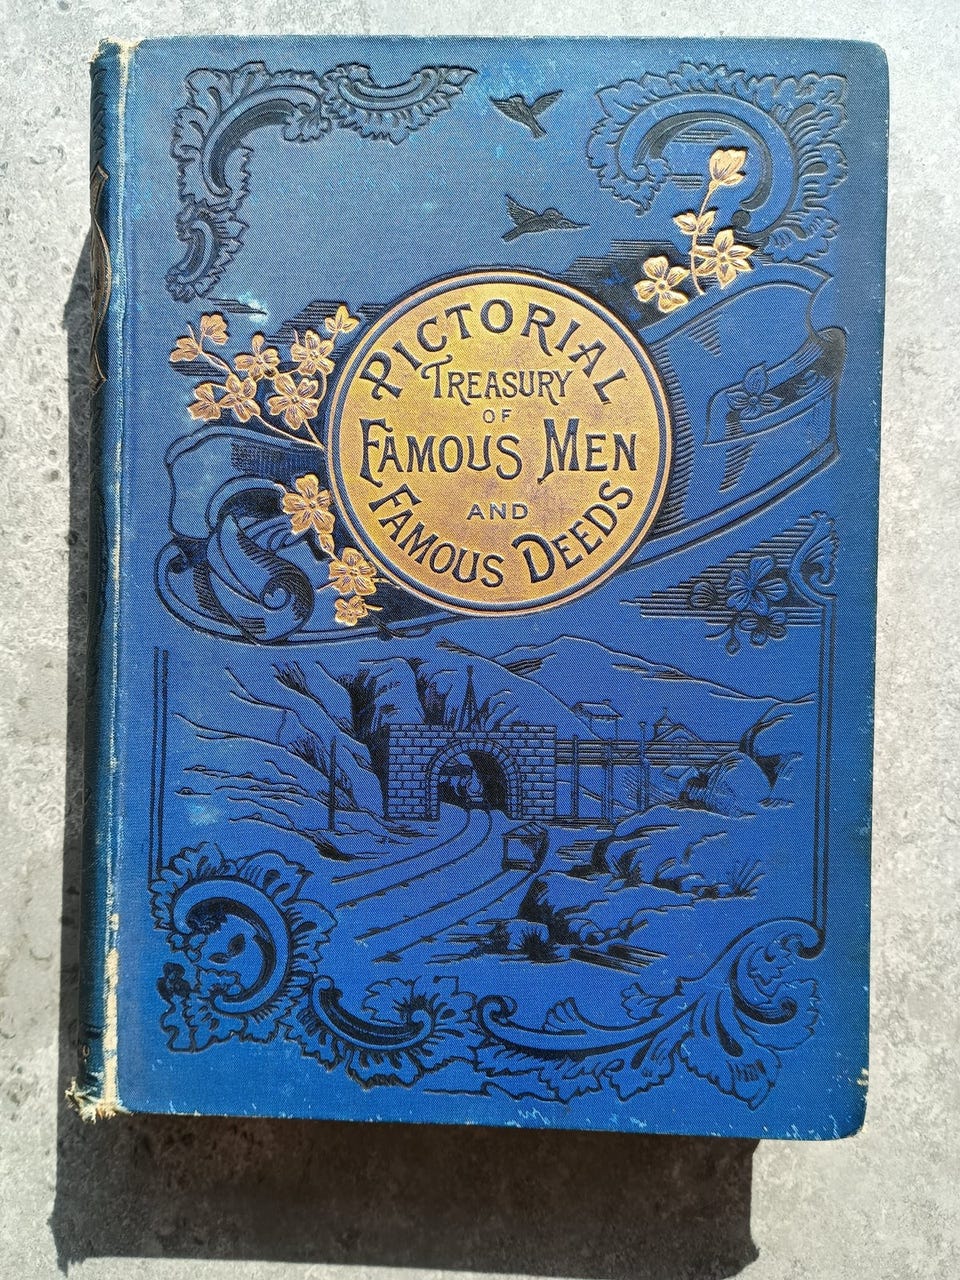 PICTORIAL
TREASURY
OF
FAMOUS MEN
AND
FAMOUS DEEDS